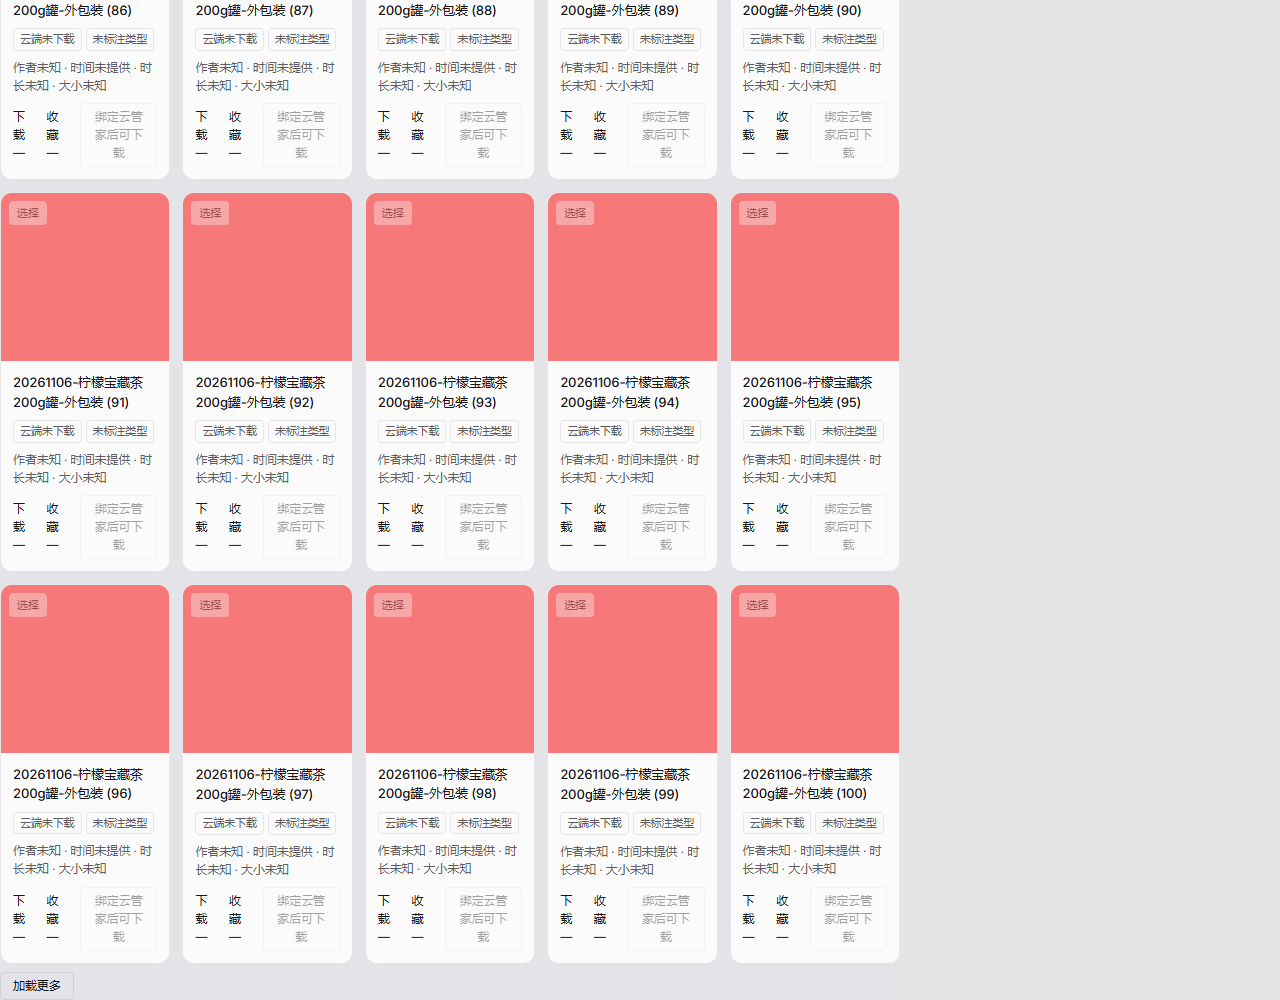 200g罐-外包装 (86) 200g罐-外包装 (87) 200g罐-外包装 (88) 200g罐-外包装 (89) 200g罐-外包装 (90)
云端未下载 未标注类型 云端未下载 未标注类型 云端未下载 未标注类型 云端未下载 未标注类型 云端未下载 未标注类型
作者未知 · 时间未提供 · 时 作者未知 · 时间未提供 · 时 作者未知 · 时间未提供 · 时 作者未知 · 时间未提供 · 时 作者未知 · 时间未提供 · 时
长未知 · 大小未知 长未知 · 大小未知 长未知 · 大小未知 长未知 · 大小未知 长未知 · 大小未知
下 收 绑定云管 下 收 绑定云管 下 收 绑定云管 下 收 绑定云管 下 收 绑定云管
载 藏 家后可下 载 藏 家后可下 载 藏 家后可下 载 藏 家后可下 载 藏 家后可下
— — 载 — — 载 — — 载 — — 载 — — 载
选择 选择 选择 选择 选择
20261106-柠檬宝藏茶 20261106-柠檬宝藏茶 20261106-柠檬宝藏茶 20261106-柠檬宝藏茶 20261106-柠檬宝藏茶
200g罐-外包装 (91) 200g罐-外包装 (92) 200g罐-外包装 (93) 200g罐-外包装 (94) 200g罐-外包装 (95)
云端未下载 未标注类型 云端未下载 未标注类型 云端未下载 未标注类型 云端未下载 未标注类型 云端未下载 未标注类型
作者未知 · 时间未提供 · 时 作者未知 · 时间未提供 · 时 作者未知 · 时间未提供 · 时 作者未知 · 时间未提供 · 时 作者未知 · 时间未提供 · 时
长未知 · 大小未知 长未知 · 大小未知 长未知 · 大小未知 长未知 · 大小未知 长未知 · 大小未知
下 收 绑定云管 下 收 绑定云管 下 收 绑定云管 下 收 绑定云管 下 收 绑定云管
载 藏 家后可下 载 藏 家后可下 载 藏 家后可下 载 藏 家后可下 载 藏 家后可下
— — 载 — — 载 — — 载 — — 载 — — 载
选择 选择 选择 选择 选择
20261106-柠檬宝藏茶 20261106-柠檬宝藏茶 20261106-柠檬宝藏茶 20261106-柠檬宝藏茶 20261106-柠檬宝藏茶
200g罐-外包装 (96) 200g罐-外包装 (97) 200g罐-外包装 (98) 200g罐-外包装 (99) 200g罐-外包装 (100)
云端未下载 未标注类型 云端未下载 未标注类型 云端未下载 未标注类型 云端未下载 未标注类型 云端未下载 未标注类型
作者未知 · 时间未提供 · 时 作者未知 · 时间未提供 · 时 作者未知 · 时间未提供 · 时 作者未知 · 时间未提供 · 时 作者未知 · 时间未提供 · 时
长未知 · 大小未知 长未知 · 大小未知 长未知 · 大小未知 长未知 · 大小未知 长未知 · 大小未知
下 收 绑定云管 下 收 绑定云管 下 收 绑定云管 下 收 绑定云管 下 收 绑定云管
载 藏 家后可下 载 藏 家后可下 载 藏 家后可下 载 藏 家后可下 载 藏 家后可下
— — 载 — — 载 — — 载 — — 载 — — 载
加载更多